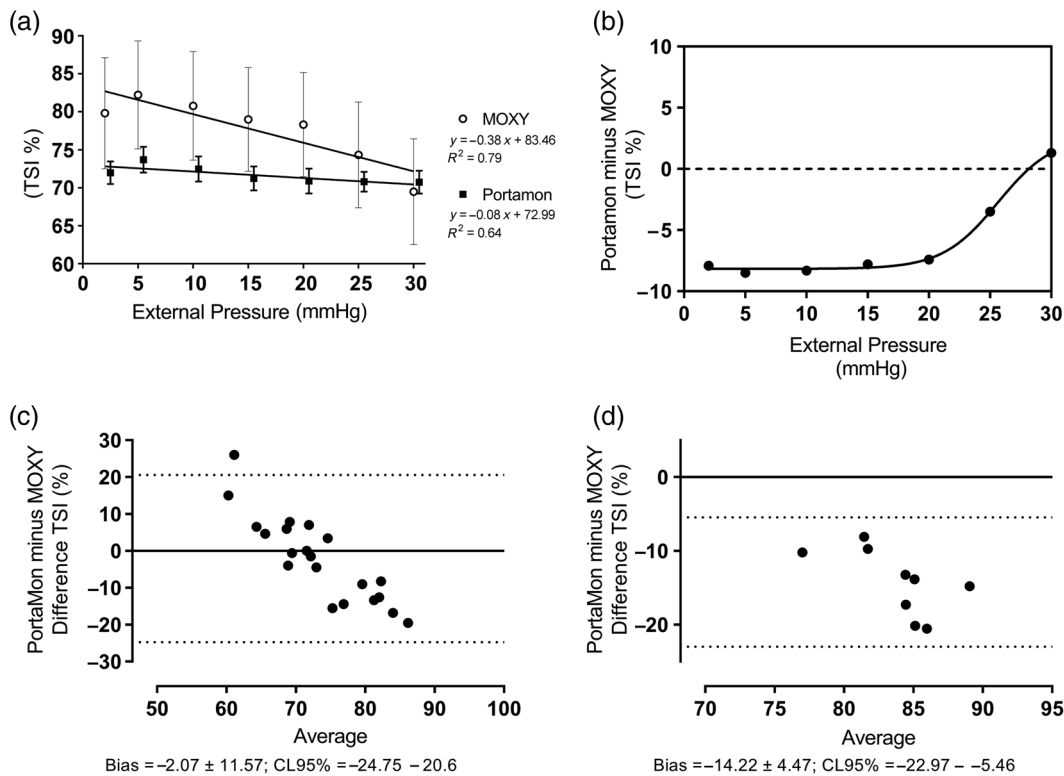 (a)
90
85
80
75
70
65
60
(TSI %)
5
10
15
20
25
30
External Pressure (mmHg)
MOXY
y = −0.38 x + 83.46
R² = 0.79
Portamon
y = −0.08 x + 72.99
R² = 0.64
(b)
10
5
0
−5
−10
Portamon minus MOXY
(TSI %)
0
5
10
15
20
25
30
External Pressure
(mmHg)
(c)
30
20
10
0
−10
−20
−30
PortaMon minus MOXY
Difference TSI (%)
50
60
70
80
90
100
Average
Bias = −2.07 ± 11.57; CL95% = −24.75 − 20.6
(d)
0
−10
−20
PortaMon minus MOXY
Difference TSI (%)
70
75
80
85
90
95
Average
Bias = −14.22 ± 4.47; CL95% = −22.97 − −5.46